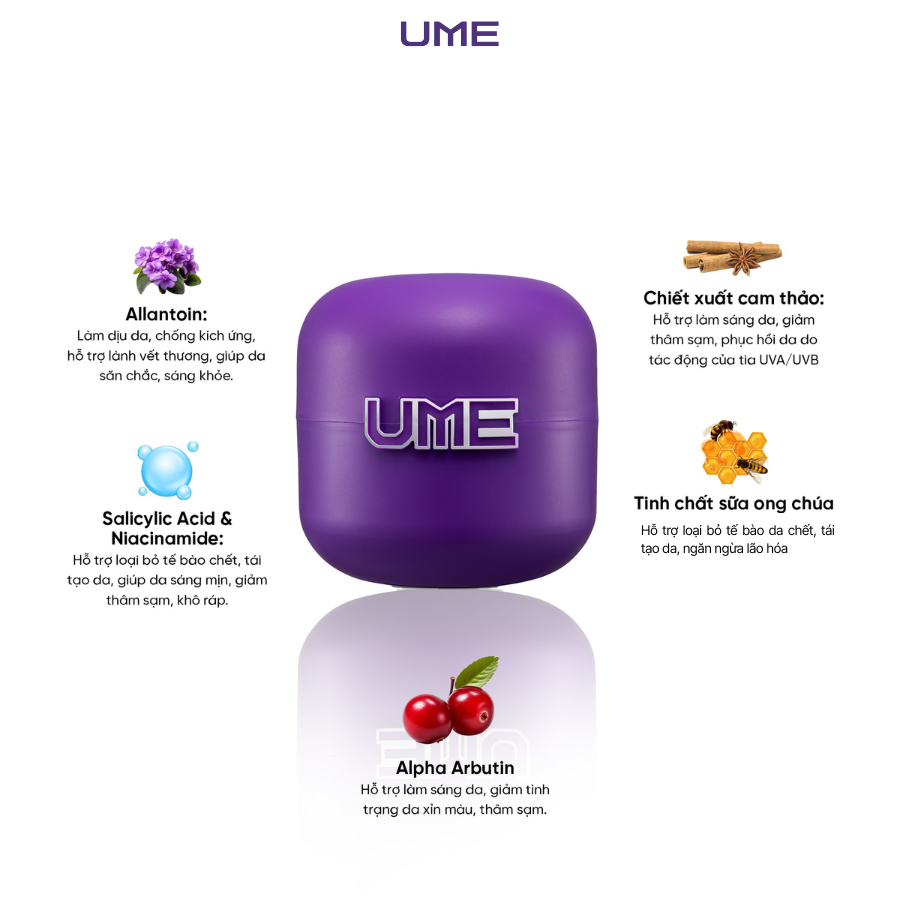 UME
Allantoin:
Làm dịu da, chống kích ứng,
hỗ trợ lành vết thương, giúp da
săn chắc, sáng khỏe.
Chiết xuất cam thảo:
Hỗ trợ làm sáng da, giảm
thâm sạm, phục hồi da do
tác động của tia UVA/UVB
UME
Salicylic Acid &
Niacinamide:
Hỗ trợ loại bỏ tế bào chết, tái
tạo da, giúp da sáng mịn, giảm
thâm sạm, khô ráp.
Tinh chất sữa ong chúa
Hỗ trợ loại bỏ tế bào da chết, tái
tạo da, ngăn ngừa lão hóa
Alpha Arbutin
Hỗ trợ làm sáng da, giảm tình
trạng da xỉn màu, thâm sạm.